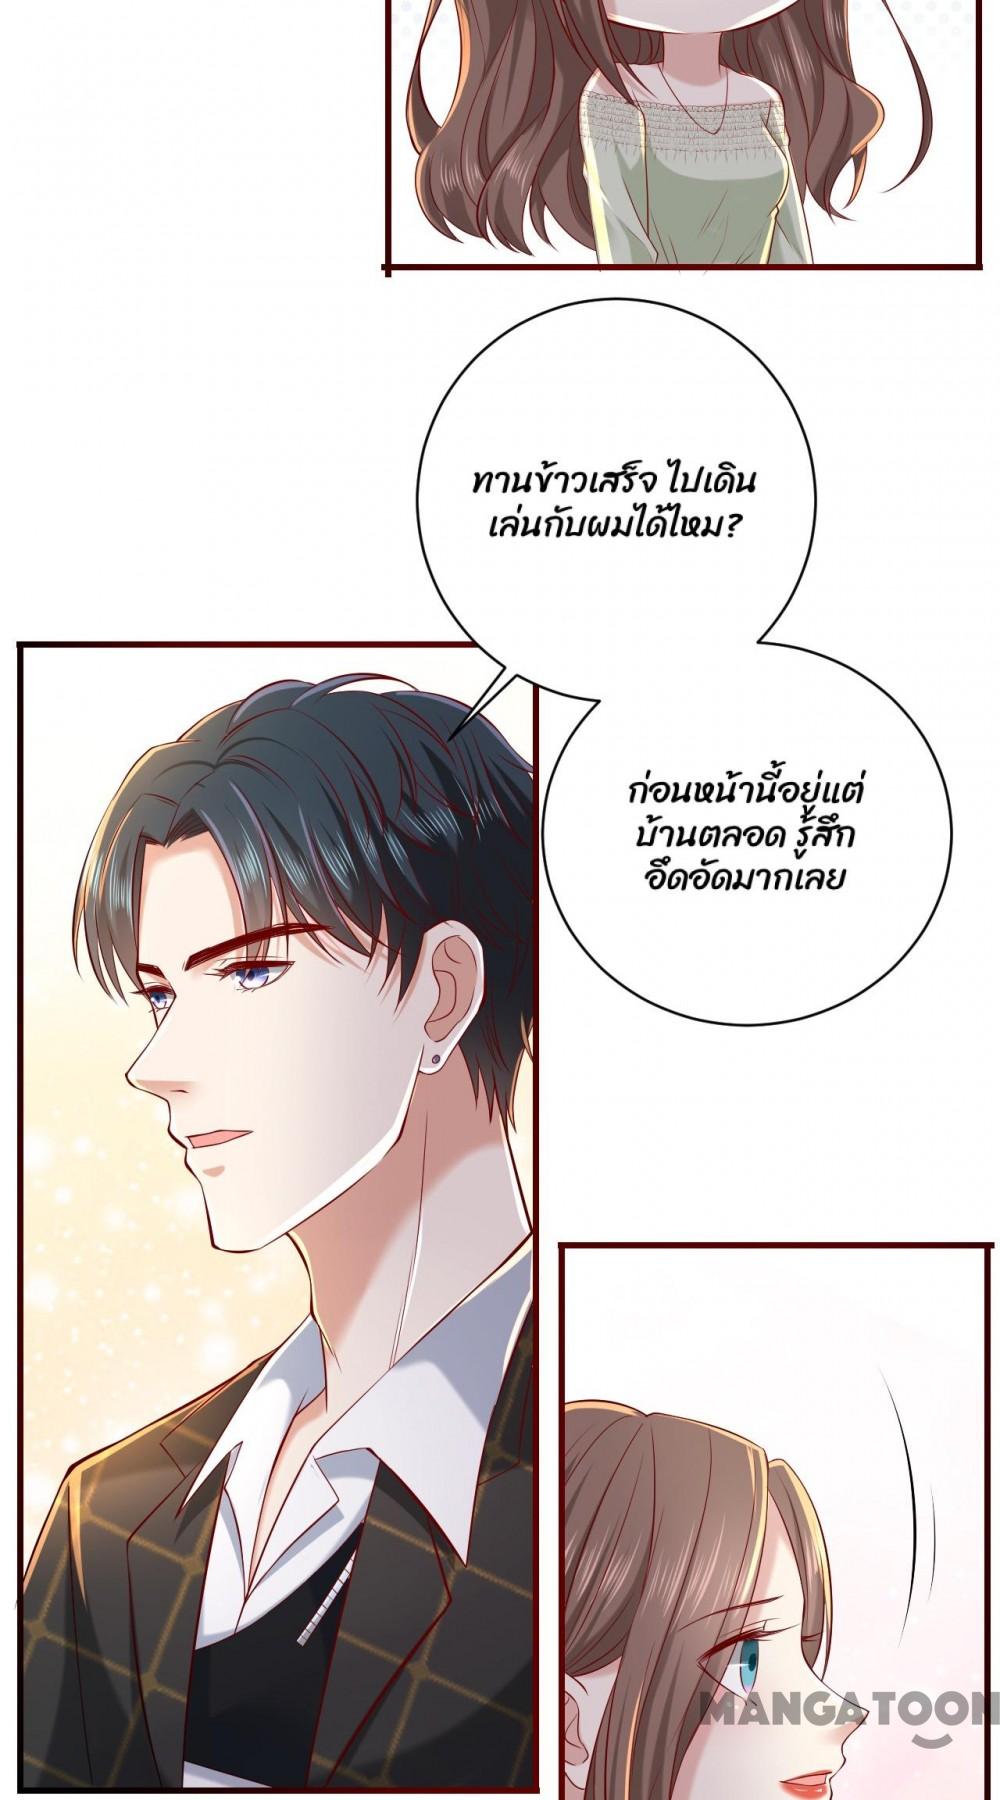 ทานข้าวเสร็จ ไปเดิน
เล่นกับผมได้ไหม?
ก่อนหน้านี้อยู่แต่
บ้านตลอด รู้สึก
อึดอัดมากเลย
MANGATOON